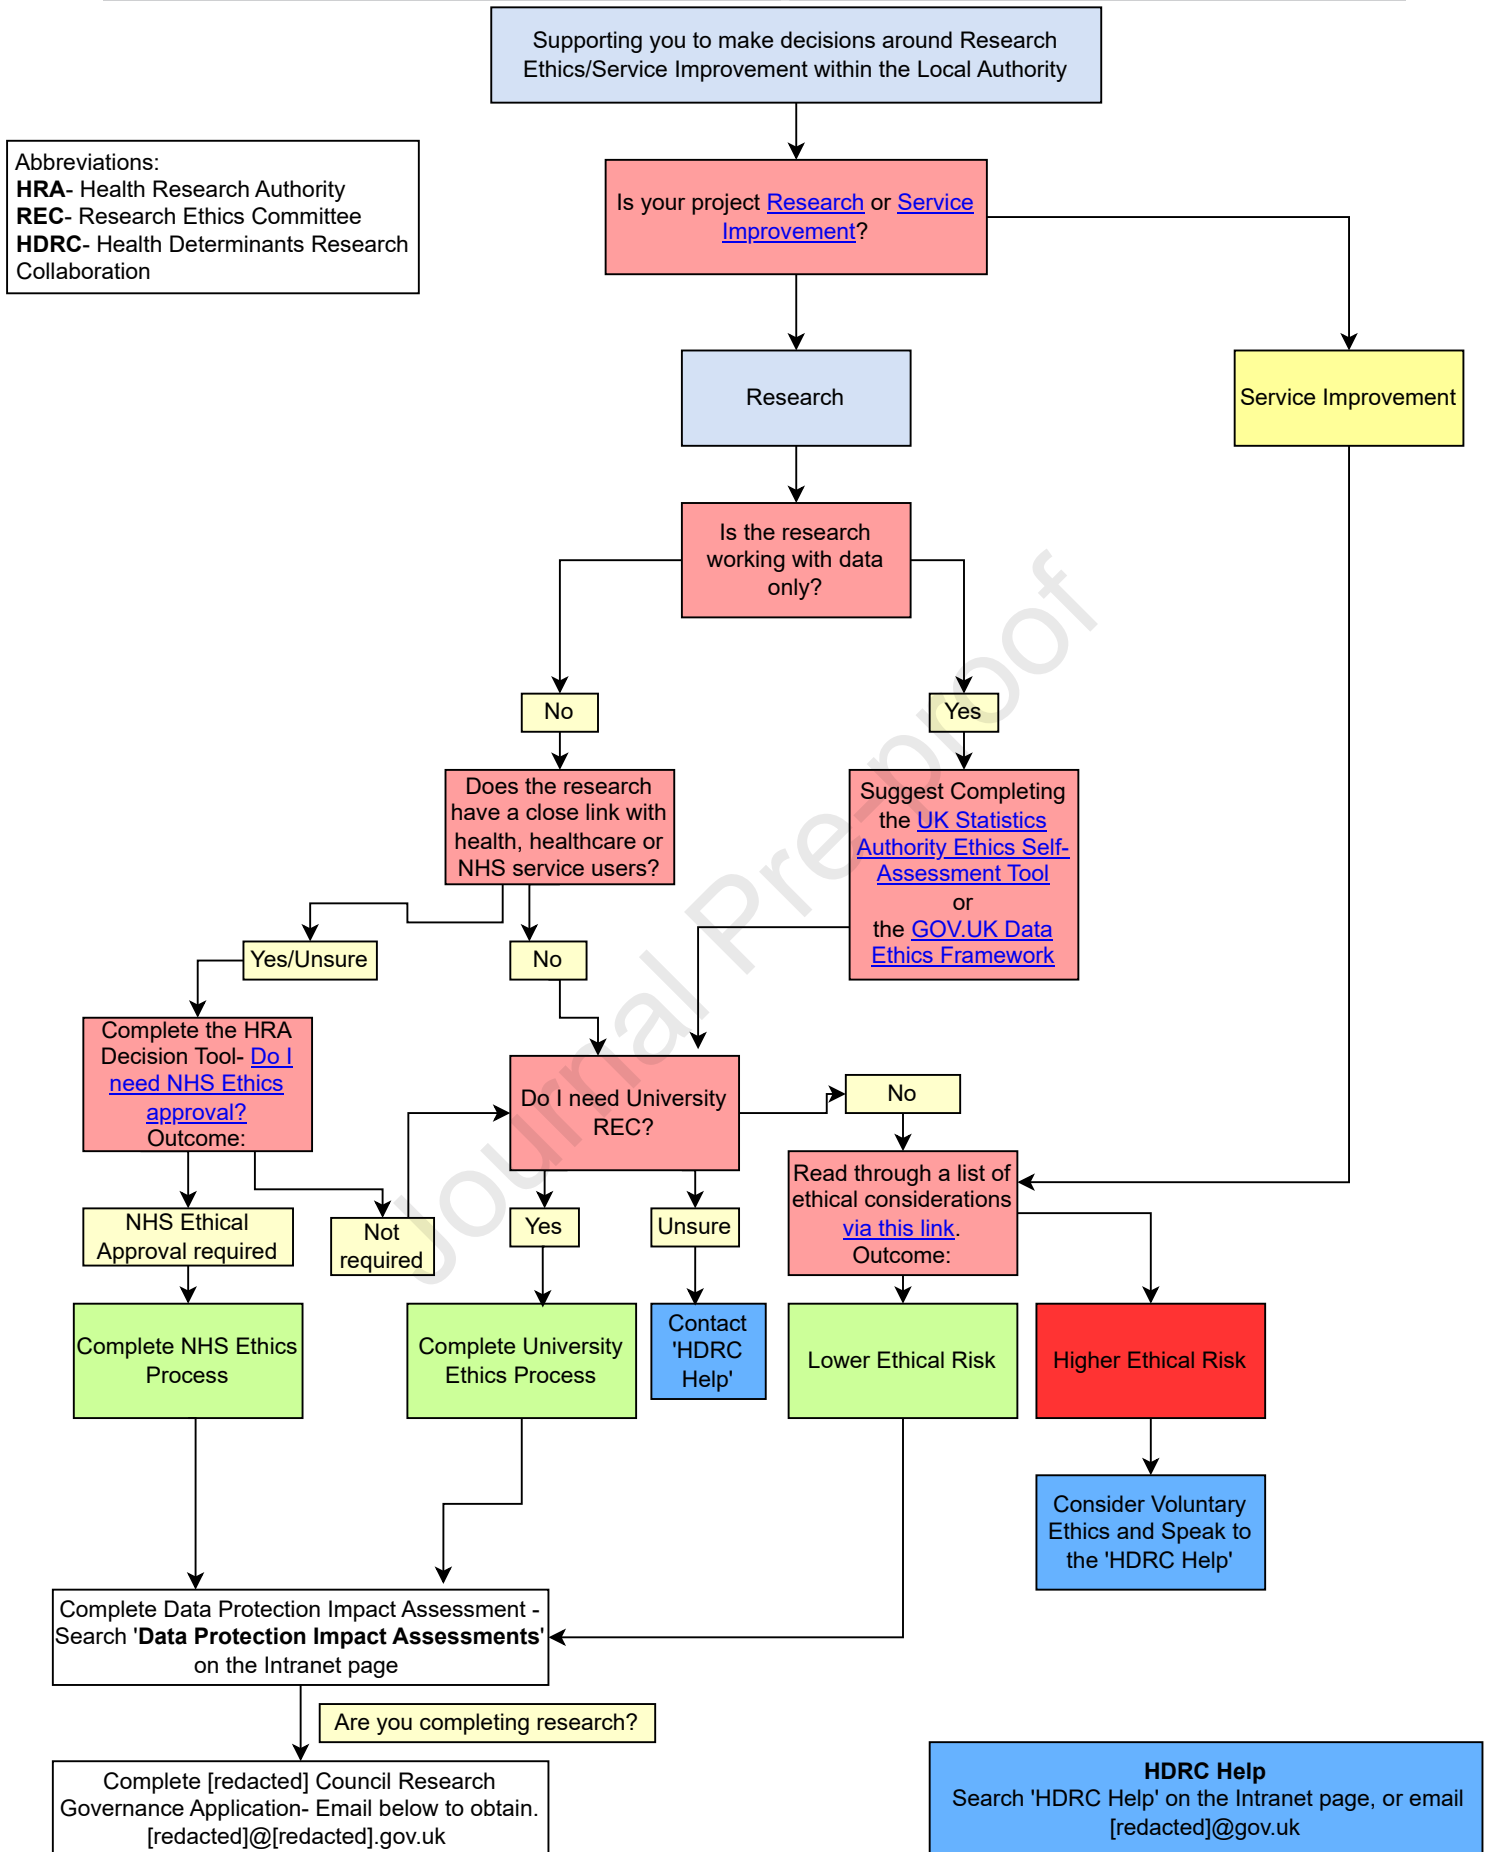 Supporting you to make decisions around Research
Ethics/Service Improvement within the Local Authority
Abbreviations:
HRA- Health Research Authority
REC- Research Ethics Committee
HDRC- Health Determinants Research
Collaboration
Is your project Research or Service
Improvement?
Research
Service Improvement
Is the research
working with data
only?
No
Yes
Does the research
have a close link with
health, healthcare or
NHS service users?
Suggest Completing
the UK Statistics
Authority Ethics Self-
Assessment Tool
or
the GOV.UK Data
Ethics Framework
Yes/Unsure
No
Complete the HRA
Decision Tool- Do I
need NHS Ethics
approval?
Outcome:
Do I need University
REC?
No
Read through a list of
ethical considerations
via this link.
Outcome:
NHS Ethical
Approval required
Not
required
Yes
Unsure
Complete NHS Ethics
Process
Complete University
Ethics Process
Contact
'HDRC
Help'
Lower Ethical Risk
Higher Ethical Risk
Consider Voluntary
Ethics and Speak to
the 'HDRC Help'
Complete Data Protection Impact Assessment -
Search 'Data Protection Impact Assessments'
on the Intranet page
Are you completing research?
Complete [redacted] Council Research
Governance Application- Email below to obtain.
[redacted]@[redacted].gov.uk
HDRC Help
Search 'HDRC Help' on the Intranet page, or email
[redacted]@gov.uk
Journal Pre-proof